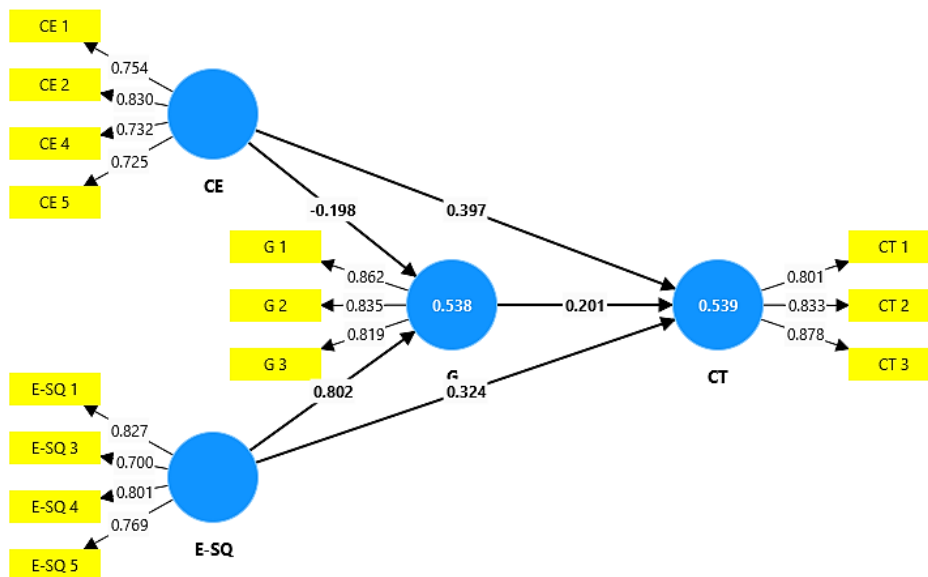 CE 1
0.754
CE 2
0.830
CE 4
0.732
0.725
CE 5
CE
-0.198
0.397
G 1
0.862
G 2
0.835
0.819
G 3
0.538
G
0.201
0.539
CT
CT 1
0.801
0.833
CT 2
0.878
CT 3
0.802
0.324
E-SQ 1
0.827
E-SQ 3
0.700
0.801
E-SQ 4
0.769
E-SQ 5
E-SQ